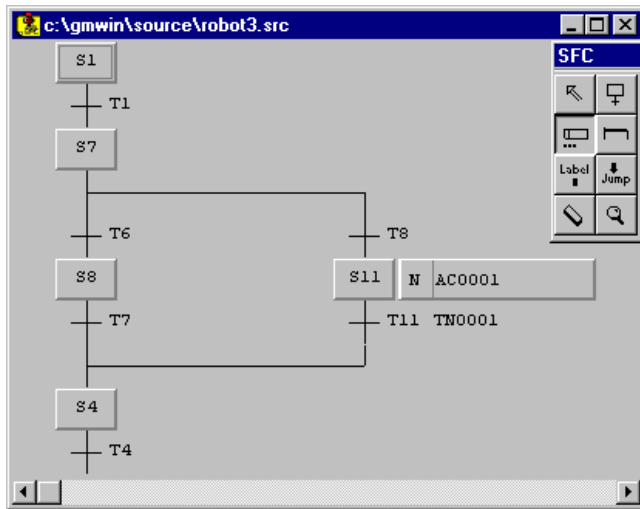 c:\gmwin\source\robot3.src
SFC
S1
T1
S7
Label
Jump
T6
T8
S8
S11 N AC0001
T7
T11 TN0001
S4
T4